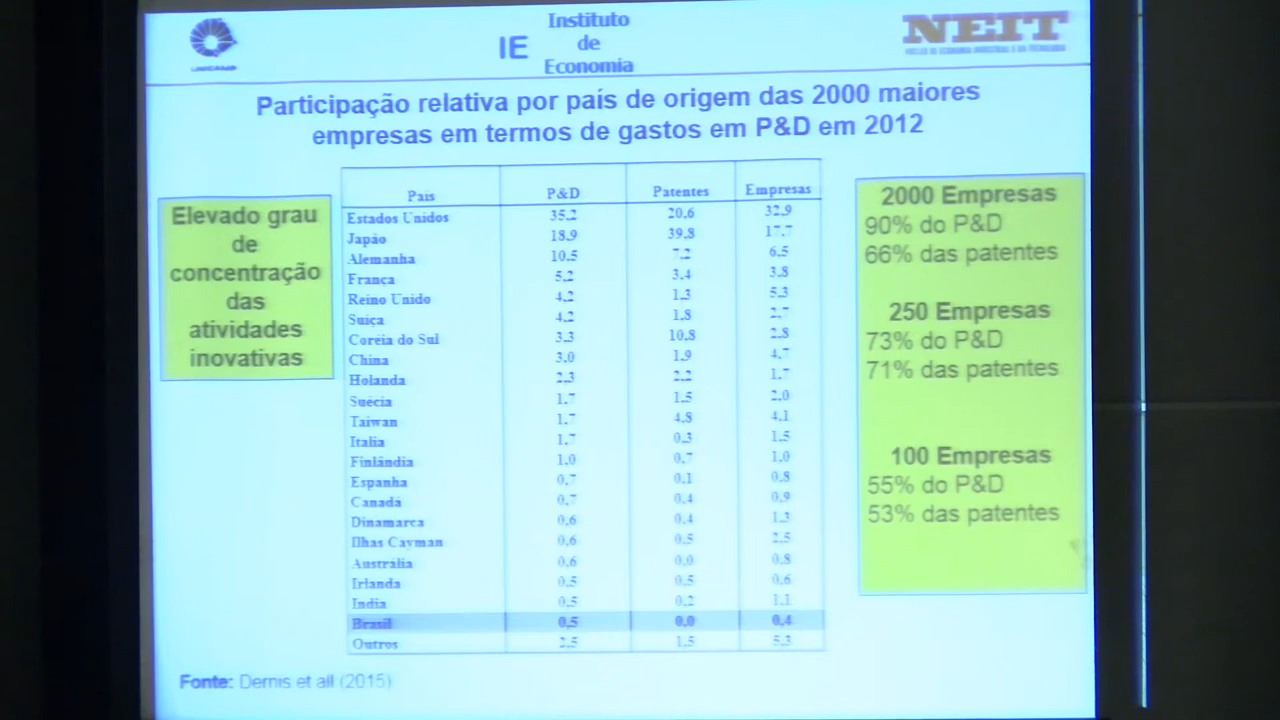 UNICAMP
IE
Instituto
de
Economia
NEIT
NÚCLEO DE ECONOMIA INDUSTRIAL E DA TECNOLOGIA
Participação relativa por país de origem das 2000 maiores
empresas em termos de gastos em P&D em 2012
Elevado grau
de
concentração
das
atividades
inovativas
País P&D Patentes Empresas
Estados Unidos 35,2 20,6 32,9
Japão 18,9 39,8 17,7
Alemanha 10,5 7,2 6,5
França 5,2 3,4 3,8
Reino Unido 4,2 1,3 5,3
Suíça 4,2 1,8 2,7
Coréia do Sul 3,3 10,8 2,8
China 3,0 1,9 4,7
Holanda 2,3 2,2 1,7
Suécia 1,7 1,5 2,0
Taiwan 1,7 4,8 4,1
Italia 1,7 0,3 1,5
Finlândia 1,0 0,7 1,0
Espanha 0,7 0,1 0,8
Canadá 0,7 0,4 0,9
Dinamarca 0,6 0,4 1,3
Ilhas Cayman 0,6 0,5 2,5
Austrália 0,6 0,0 0,8
Irlanda 0,5 0,5 0,6
Índia 0,5 0,2 1,1
Brasil 0,5 0,0 0,4
Outros 2,5 1,5 5,3
2000 Empresas
90% do P&D
66% das patentes
250 Empresas
73% do P&D
71% das patentes
100 Empresas
55% do P&D
53% das patentes
Fonte: Dernis et all (2015)